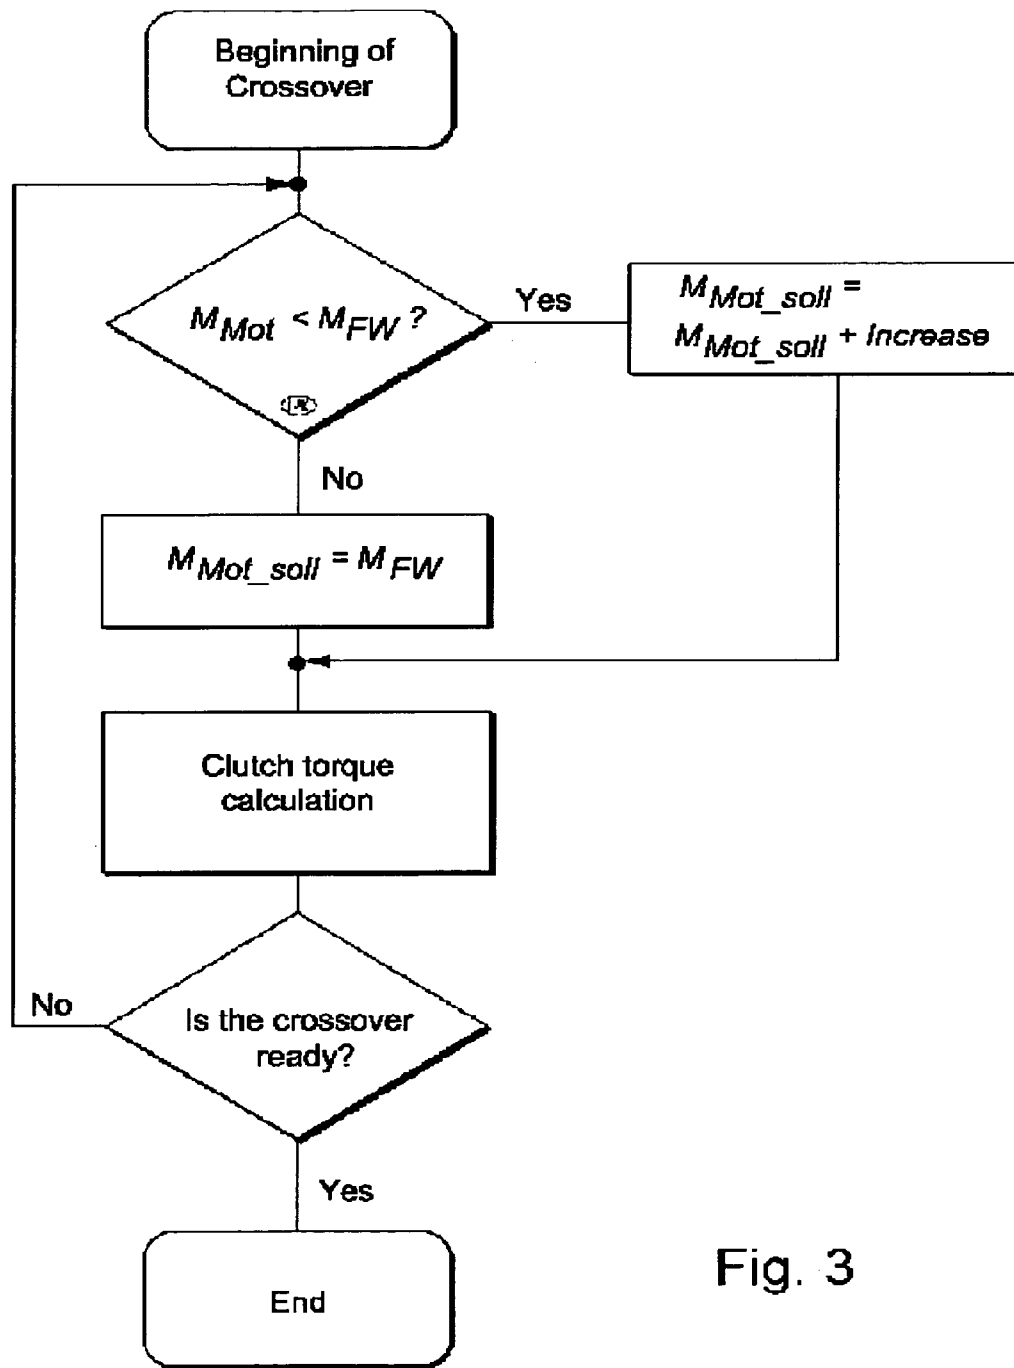 Beginning of
Crossover
M_Mot < M_FW ?
Yes
M_Mot_soll =
M_Mot_soll + Increase
No
M_Mot_soll = M_FW
Clutch torque
calculation
No
Is the crossover
ready?
Yes
End
Fig. 3